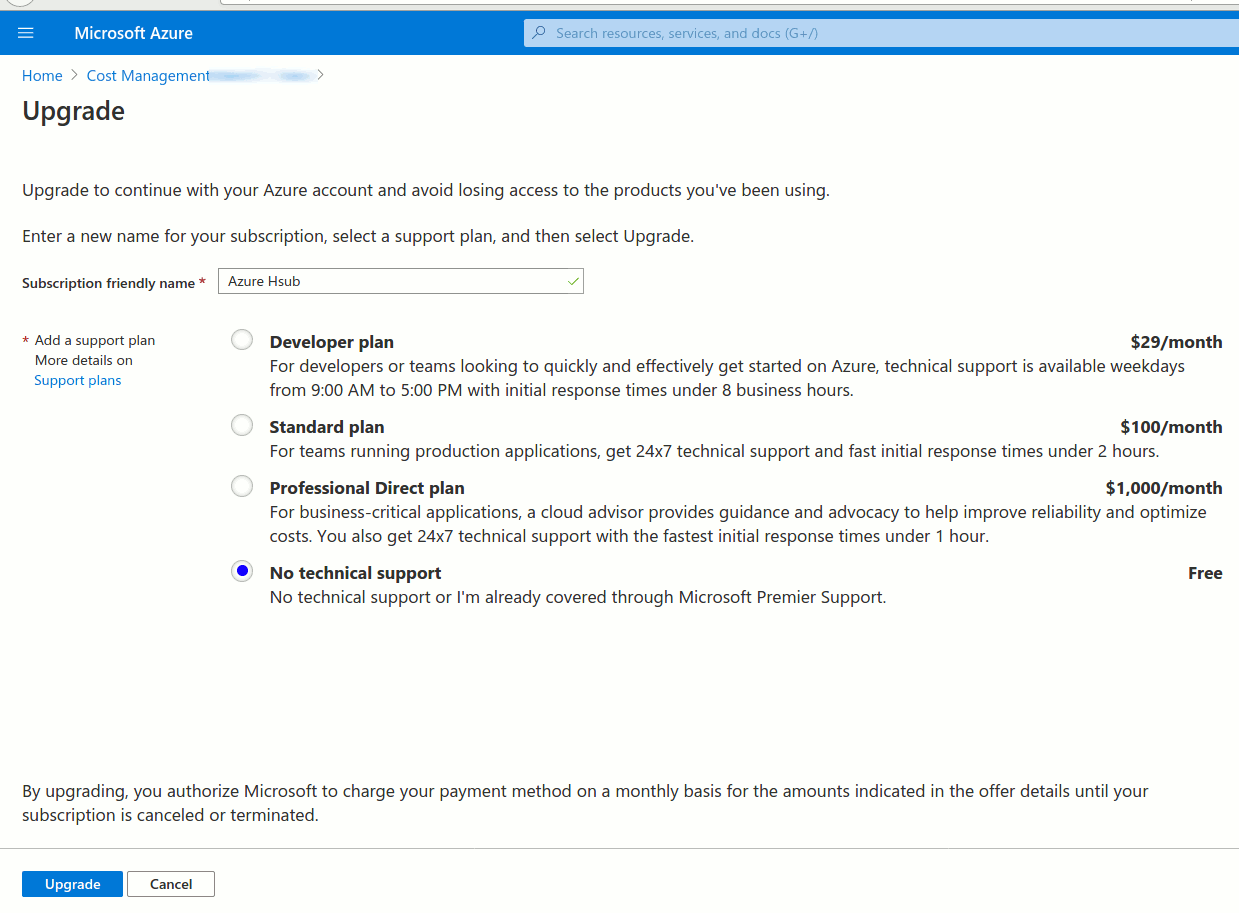 Microsoft Azure
Search resources, services, and docs (G+/)
Home > Cost Management >
Upgrade
Upgrade to continue with your Azure account and avoid losing access to the products you've been using.
Enter a new name for your subscription, select a support plan, and then select Upgrade.
Subscription friendly name * Azure Hsub
* Add a support plan
More details on
Support plans
Developer plan $29/month
For developers or teams looking to quickly and effectively get started on Azure, technical support is available weekdays
from 9:00 AM to 5:00 PM with initial response times under 8 business hours.
Standard plan $100/month
For teams running production applications, get 24x7 technical support and fast initial response times under 2 hours.
Professional Direct plan $1,000/month
For business-critical applications, a cloud advisor provides guidance and advocacy to help improve reliability and optimize
costs. You also get 24x7 technical support with the fastest initial response times under 1 hour.
No technical support Free
No technical support or I'm already covered through Microsoft Premier Support.
By upgrading, you authorize Microsoft to charge your payment method on a monthly basis for the amounts indicated in the offer details until your
subscription is canceled or terminated.
Upgrade Cancel